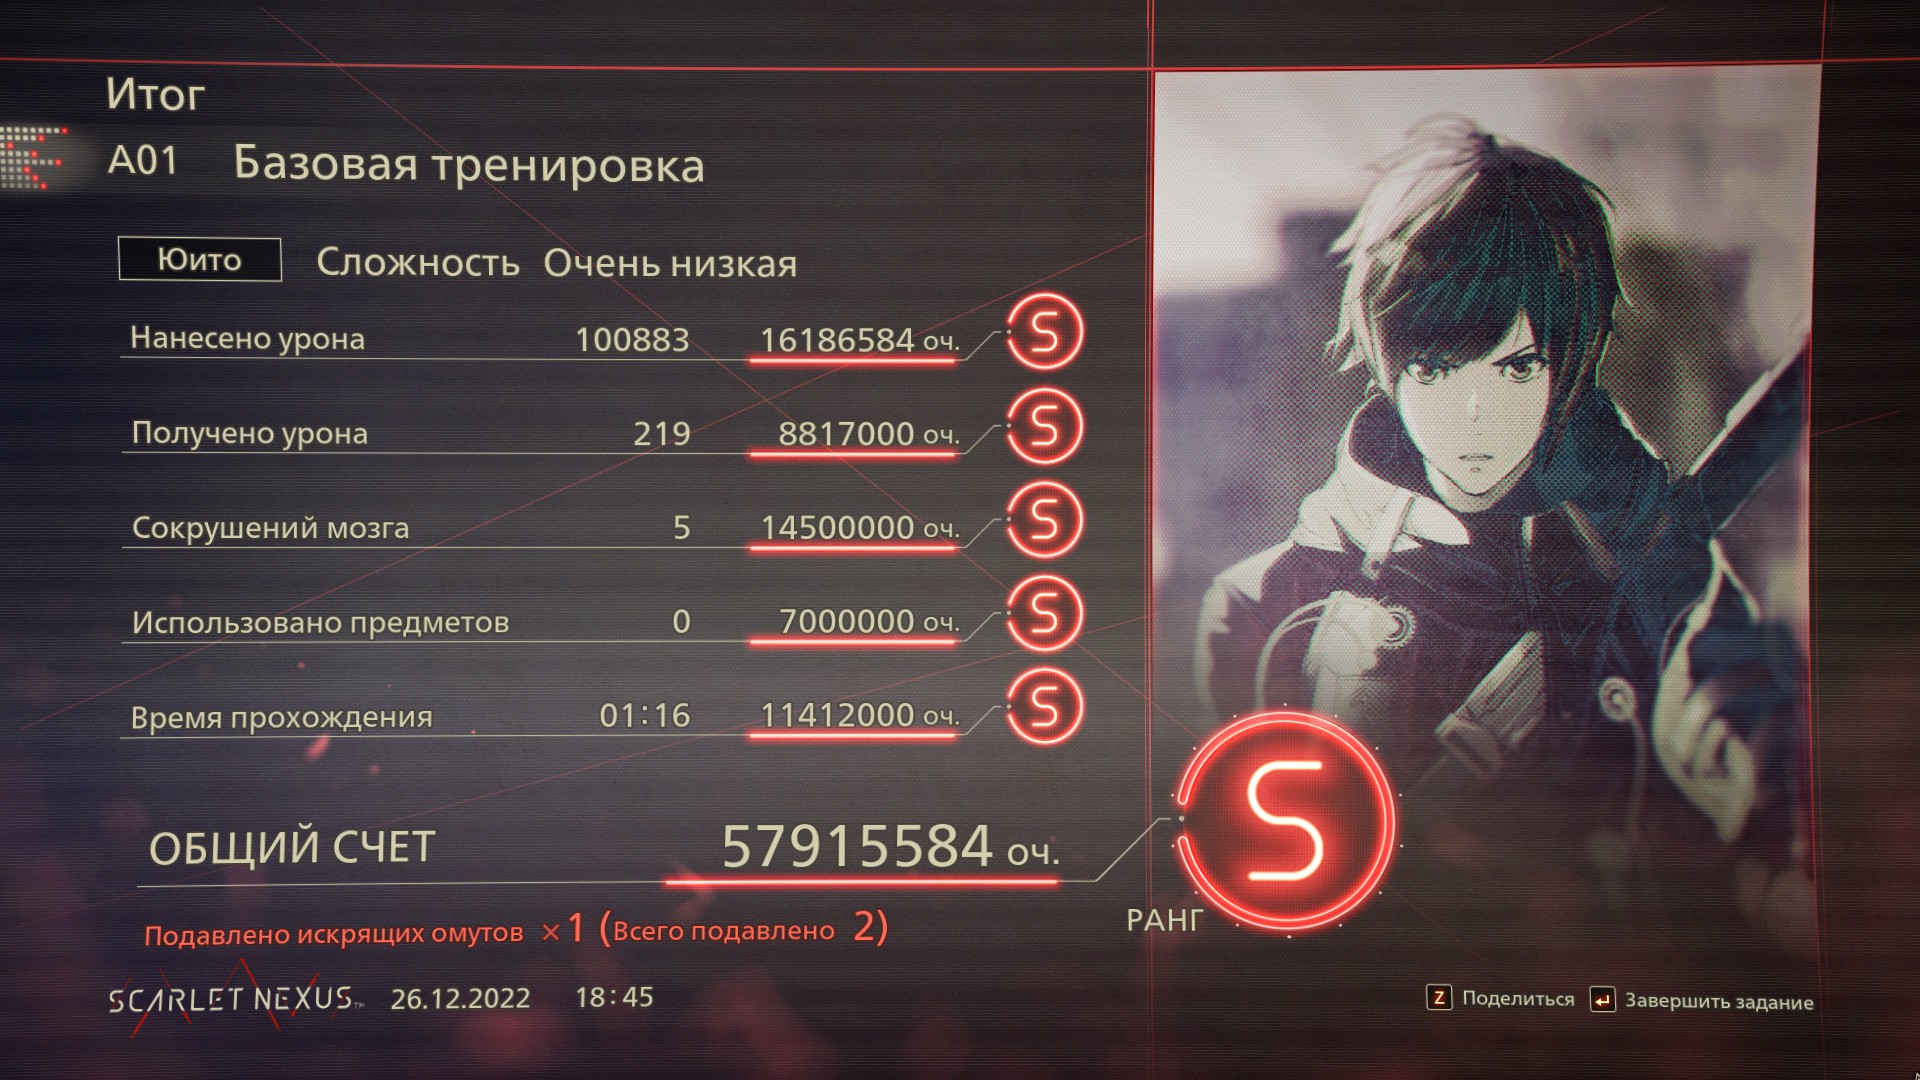 Итог
А01 Базовая тренировка
Юито Сложность Очень низкая
Нанесено урона 100883 16186584 оч. S
Получено урона 219 8817000 оч. S
Сокрушений мозга 5 14500000 оч. S
Использовано предметов 0 7000000 оч. S
Время прохождения 01:16 11412000 оч. S
ОБЩИЙ СЧЕТ 57915584 оч. S
РАНГ
Подавлено искрящих омутов ×1 (Всего подавлено 2)
SCARLET NEXUS™ 26.12.2022 18:45
Z Поделиться ↵ Завершить задание